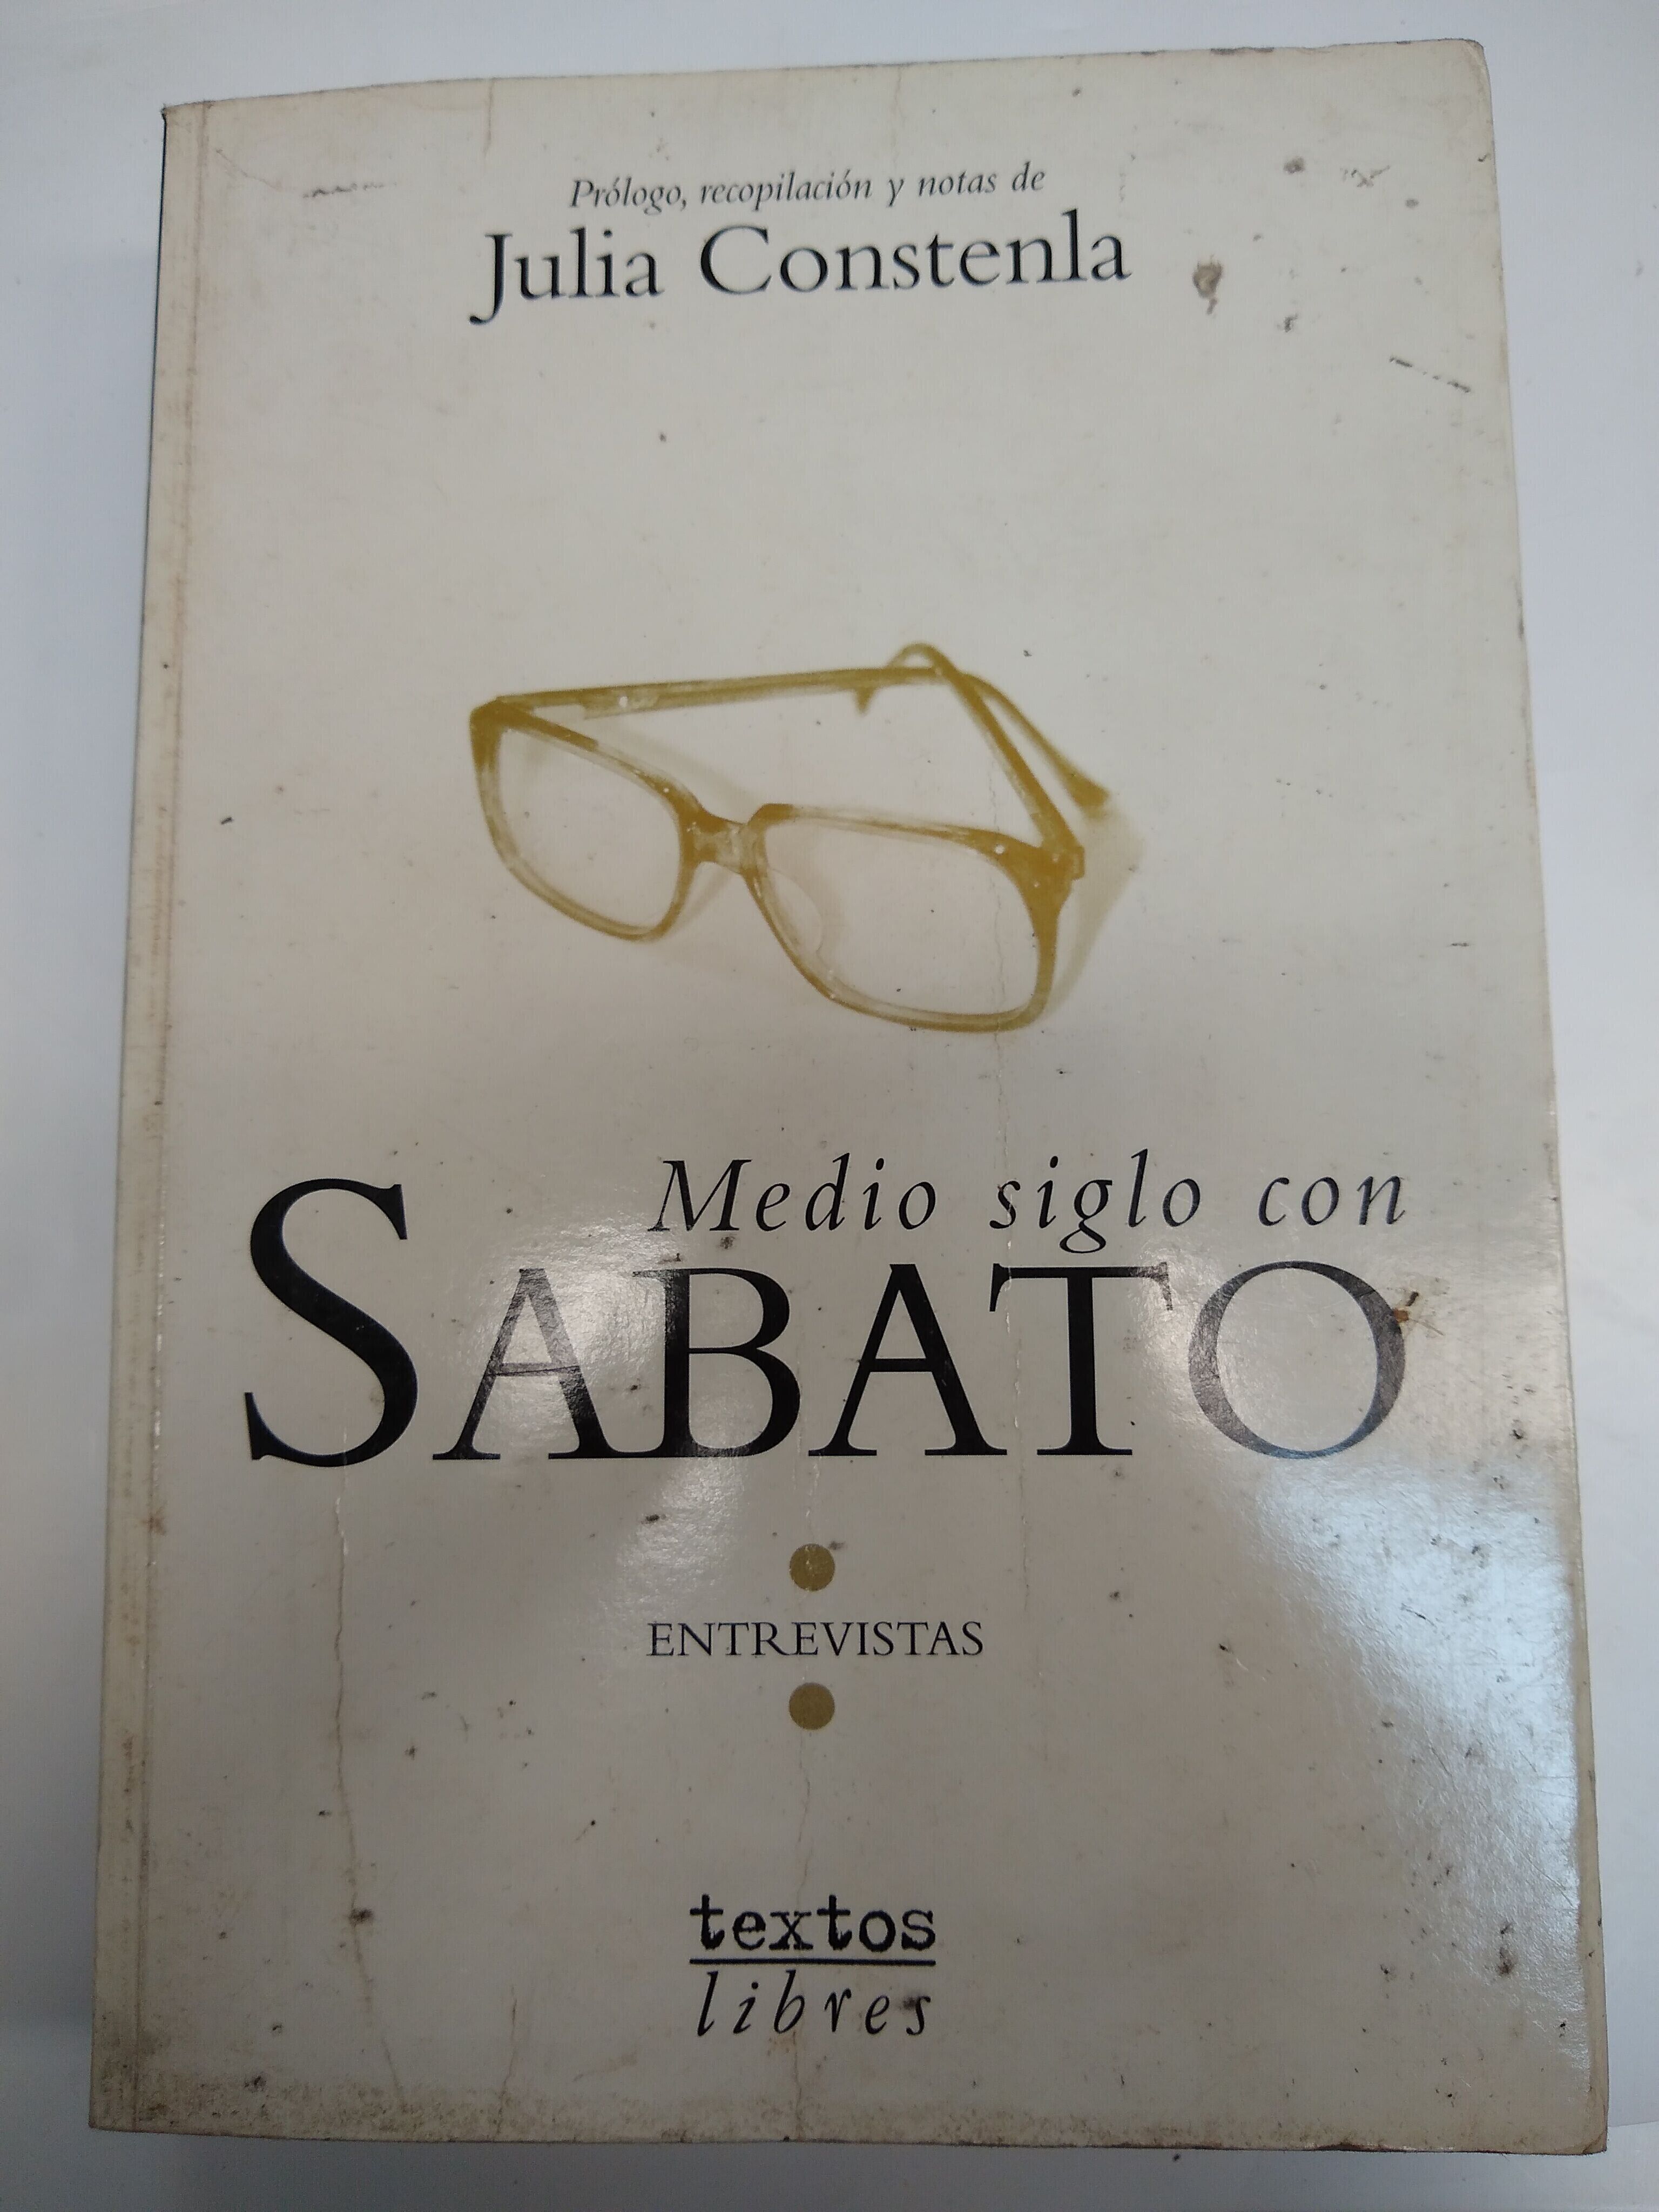 Prólogo, recopilación y notas de
Julia Constenla
Medio siglo con
SABATO
ENTREVISTAS
textos
libres